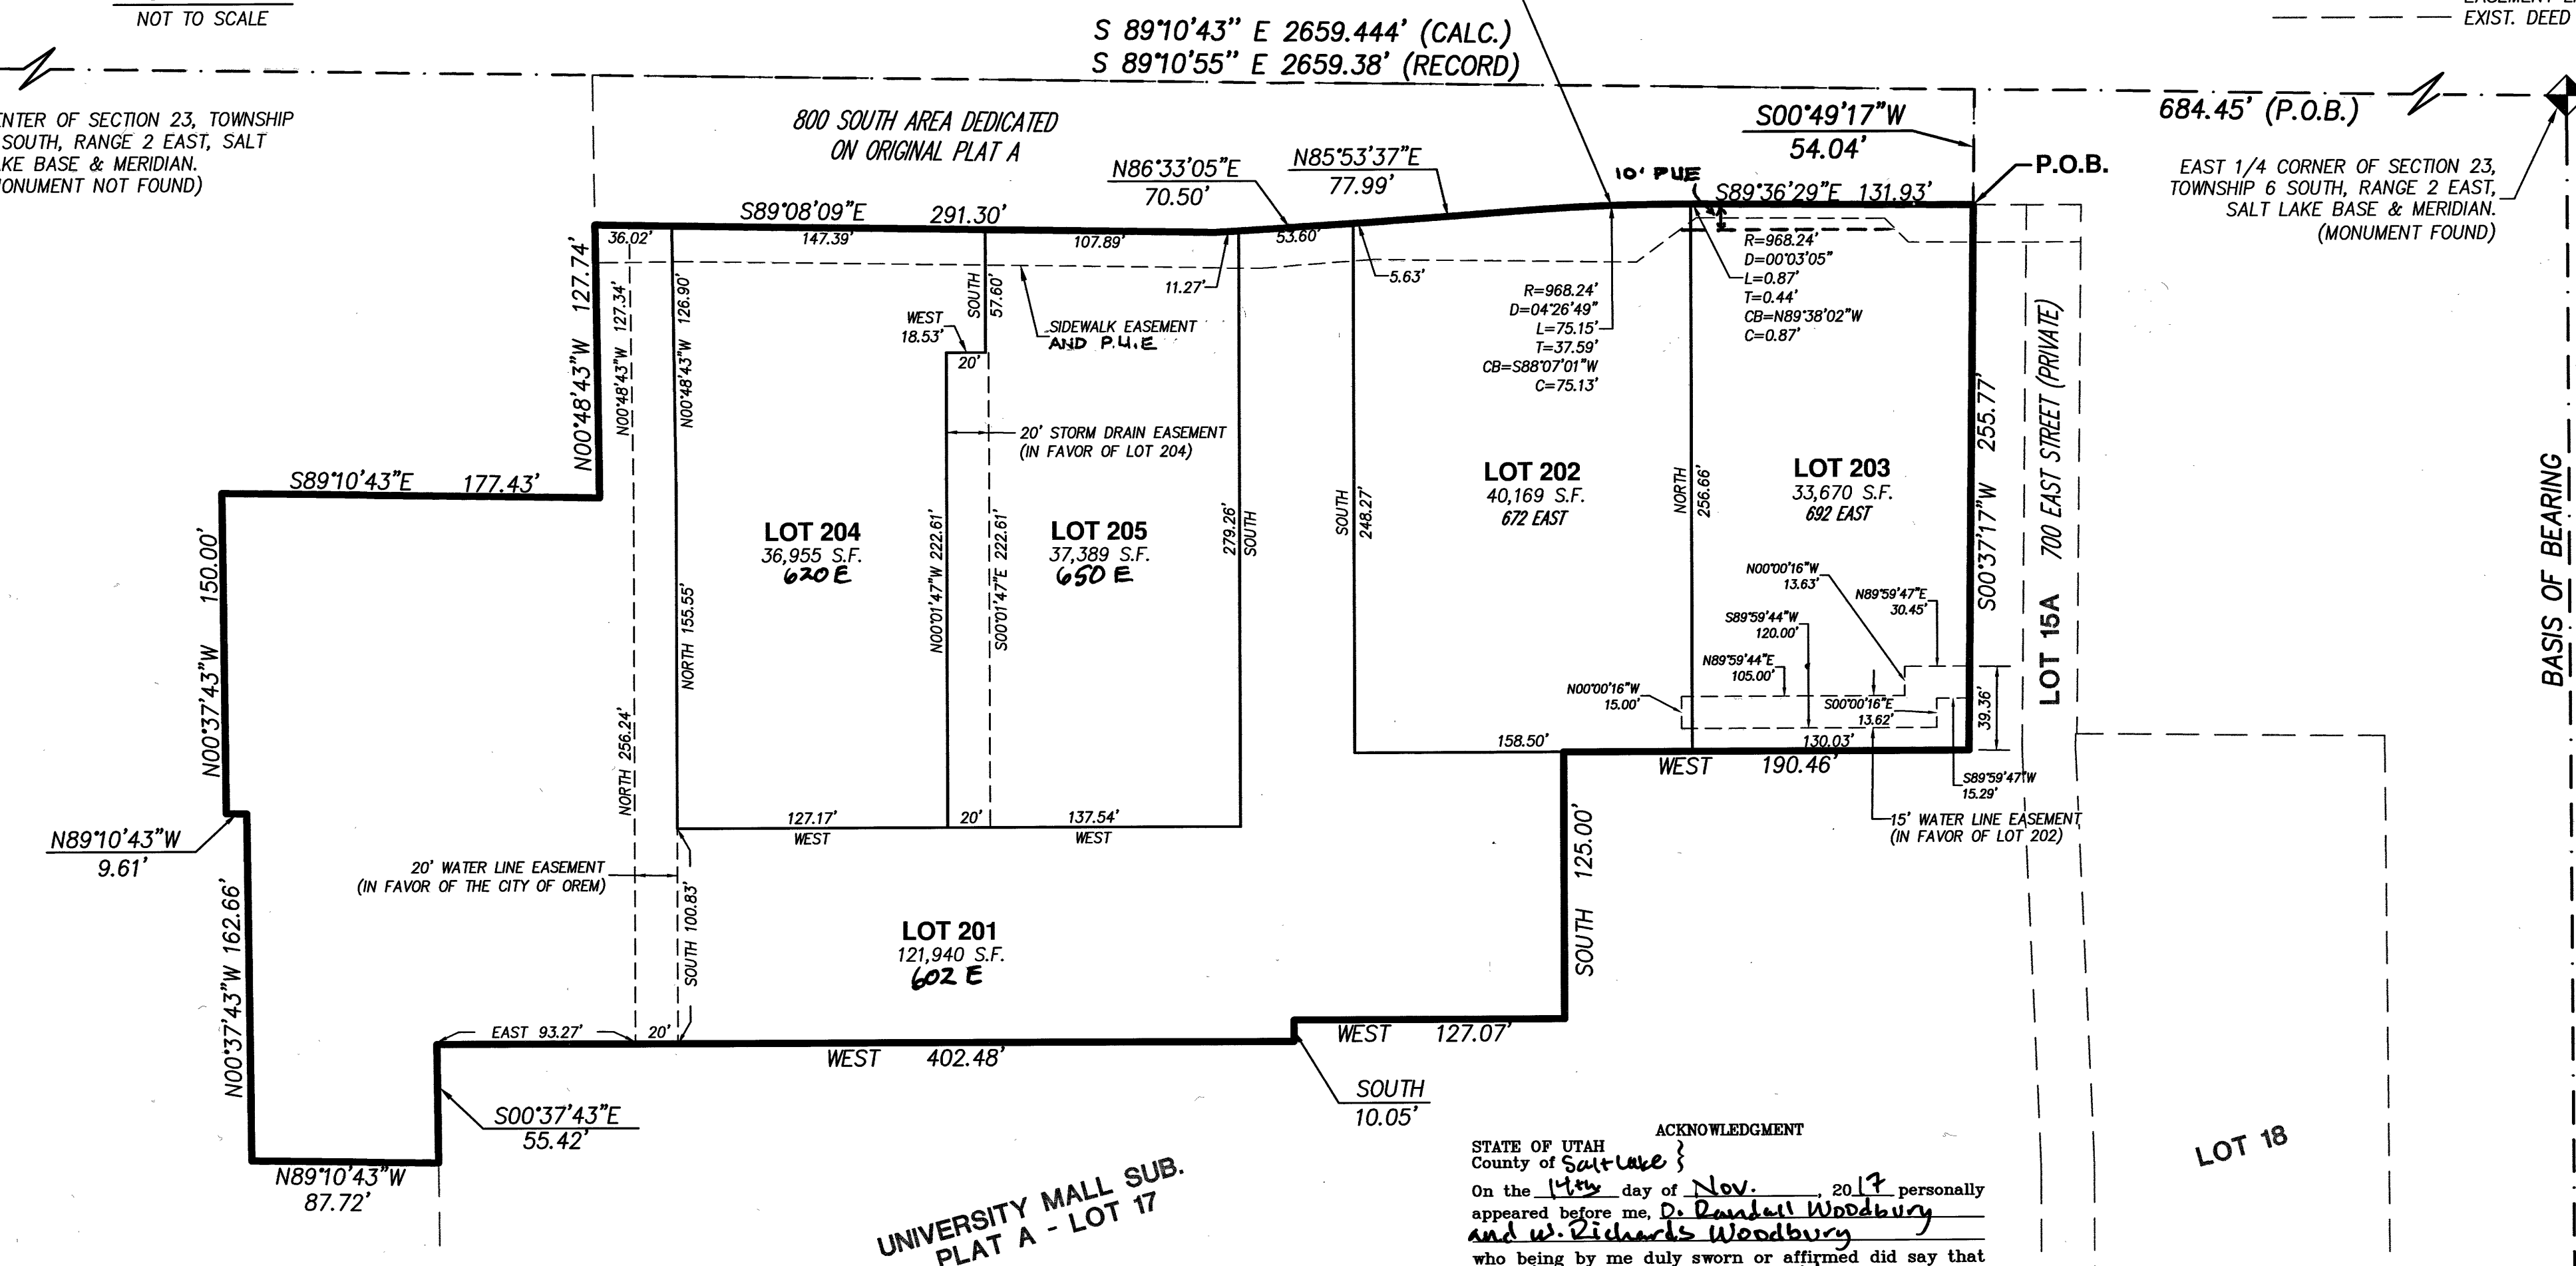 NOT TO SCALE
S 89°10'43" E 2659.444' (CALC.)
S 89°10'55" E 2659.38' (RECORD)
EXIST. DEED
684.45' (P.O.B.)
ENTER OF SECTION 23, TOWNSHIP
SOUTH, RANGE 2 EAST, SALT
AKE BASE & MERIDIAN.
MONUMENT NOT FOUND)
800 SOUTH AREA DEDICATED
ON ORIGINAL PLAT A
S00°49'17"W
54.04'
P.O.B.
EAST 1/4 CORNER OF SECTION 23,
TOWNSHIP 6 SOUTH, RANGE 2 EAST,
SALT LAKE BASE & MERIDIAN.
(MONUMENT FOUND)
N86°33'05"E
70.50'
N85°53'37"E
77.99'
10' PUE
S89°36'29"E 131.93'
S89°08'09"E 291.30'
36.02'
147.39'
107.89'
53.60'
11.27'
5.63'
N00°48'43"W 127.74'
N00°48'43"W 127.34'
N00°48'43"W 126.90'
SOUTH
57.60'
WEST
18.53'
20'
SIDEWALK EASEMENT
AND P.U.E
R=968.24'
D=04°26'49"
L=75.15'
T=37.59'
CB=S88°07'01"W
C=75.13'
R=968.24'
D=00°03'05"
L=0.87'
T=0.44'
CB=N89°38'02"W
C=0.87'
20' STORM DRAIN EASEMENT
(IN FAVOR OF LOT 204)
S89°10'43"E 177.43'
N00°37'43"W 150.00'
LOT 204
36,955 S.F.
620 E
LOT 205
37,389 S.F.
650 E
LOT 202
40,169 S.F.
672 EAST
LOT 203
33,670 S.F.
692 EAST
N00°01'47"W 222.61'
S00°01'47"E 222.61'
279.26'
SOUTH
SOUTH
248.27'
NORTH
256.66'
S00°37'17"W 255.77'
LOT 15A 700 EAST STREET (PRIVATE)
BASIS OF BEARING
NORTH 155.55'
NORTH 256.24'
N00°00'16"W
13.63'
N89°59'47"E
30.45'
S89°59'44"W
120.00'
N89°59'44"E
105.00'
N00°00'16"W
15.00'
S00°00'16"E
13.62'
39.36'
158.50'
130.03'
WEST 190.46'
S89°59'47"W
15.29'
15' WATER LINE EASEMENT
(IN FAVOR OF LOT 202)
127.17'
WEST
20'
137.54'
WEST
N89°10'43"W
9.61'
20' WATER LINE EASEMENT
(IN FAVOR OF THE CITY OF OREM)
SOUTH 100.83'
SOUTH 125.00'
N00°37'43"W 162.66'
LOT 201
121,940 S.F.
602 E
EAST 93.27'
20'
WEST 402.48'
WEST 127.07'
SOUTH
10.05'
S00°37'43"E
55.42'
N89°10'43"W
87.72'
UNIVERSITY MALL SUB.
PLAT A - LOT 17
LOT 18
ACKNOWLEDGMENT
STATE OF UTAH
County of Salt Lake
On the 14th day of Nov., 2017 personally
appeared before me, D. Randall Woodbury
and W. Richards Woodbury
who being by me duly sworn or affirmed did say that